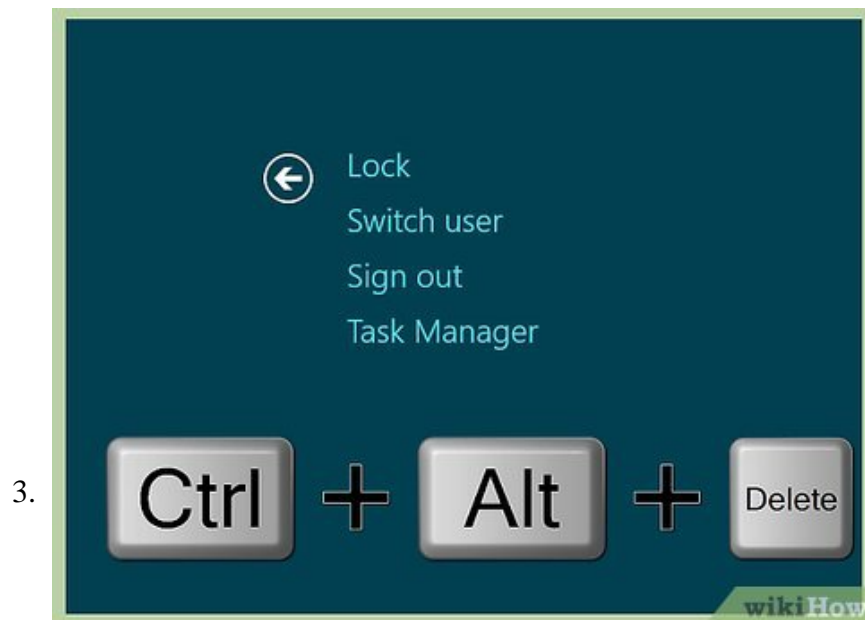 Lock
Switch user
Sign out
Task Manager
3.
Ctrl + Alt + Delete
wikiHow